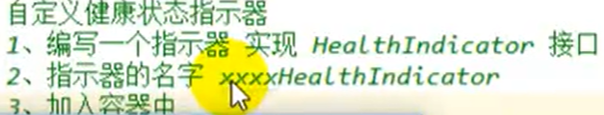 自定义健康状态指示器
1、编写一个指示器 实现 HealthIndicator 接口
2、指示器的名字 xxxxHealthIndicator
3、加入容器中